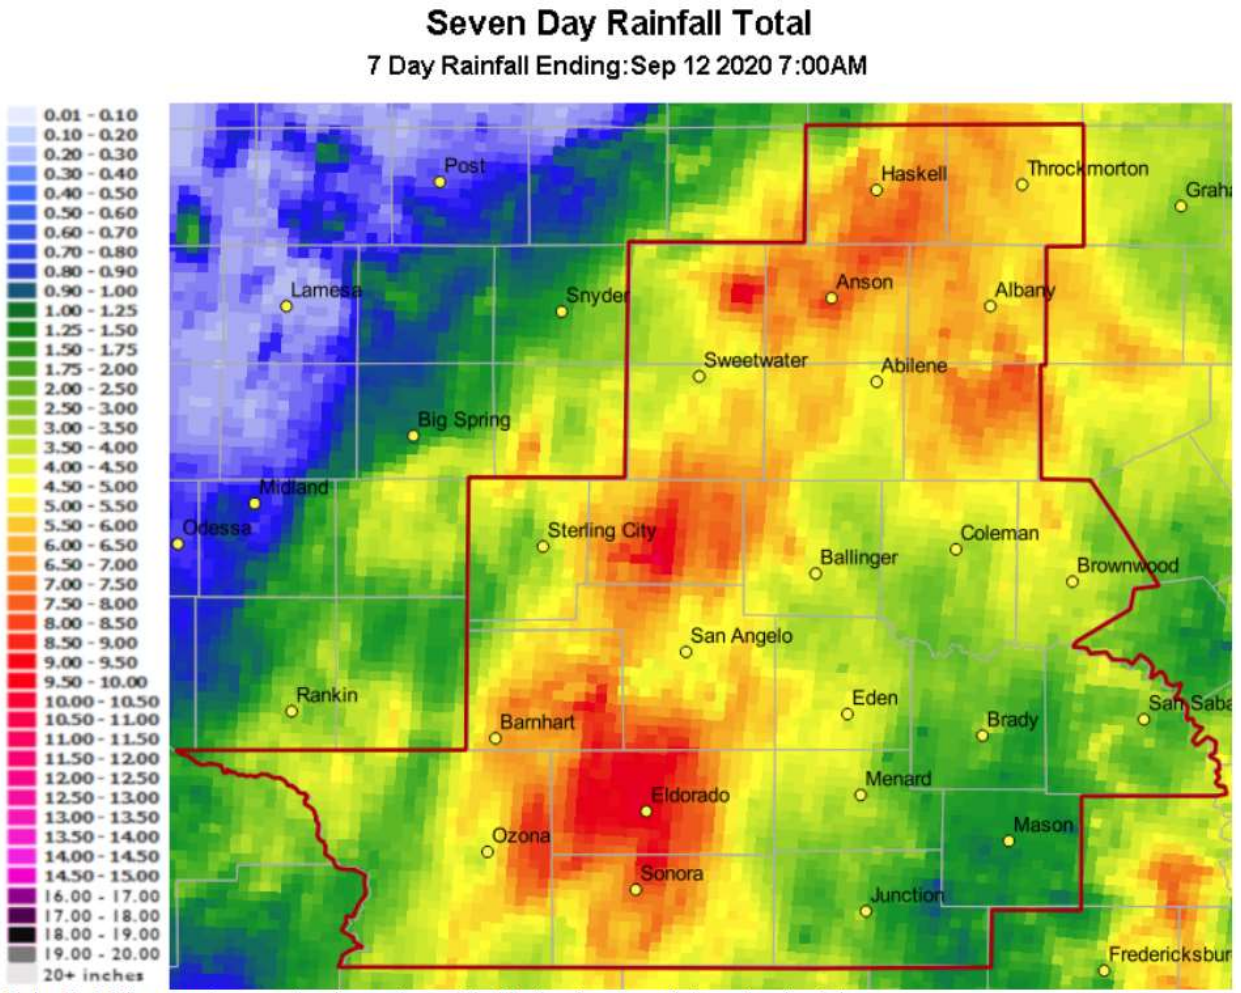 Seven Day Rainfall Total
7 Day Rainfall Ending:Sep 12 2020 7:00AM
0.01 - 0.10
0.10 - 0.20
0.20 - 0.30
0.30 - 0.40
0.40 - 0.50
0.50 - 0.60
0.60 - 0.70
0.70 - 0.80
0.80 - 0.90
0.90 - 1.00
1.00 - 1.25
1.25 - 1.50
1.50 - 1.75
1.75 - 2.00
2.00 - 2.50
2.50 - 3.00
3.00 - 3.50
3.50 - 4.00
4.00 - 4.50
4.50 - 5.00
5.00 - 5.50
5.50 - 6.00
6.00 - 6.50
6.50 - 7.00
7.00 - 7.50
7.50 - 8.00
8.00 - 8.50
8.50 - 9.00
9.00 - 9.50
9.50 - 10.00
10.00 - 10.50
10.50 - 11.00
11.00 - 11.50
11.50 - 12.00
12.00 - 12.50
12.50 - 13.00
13.00 - 13.50
13.50 - 14.00
14.00 - 14.50
14.50 - 15.00
16.00 - 17.00
17.00 - 18.00
18.00 - 19.00
19.00 - 20.00
20+ inches
Post
Haskell
Throckmorton
Graha
Lamesa
Snyder
Anson
Albany
Sweetwater
Abilene
Big Spring
Midland
Odessa
Sterling City
Ballinger
Coleman
Brownwood
San Angelo
Rankin
Barnhart
Eden
Brady
San Saba
Eldorado
Menard
Ozona
Mason
Sonora
Junction
Fredericksbur